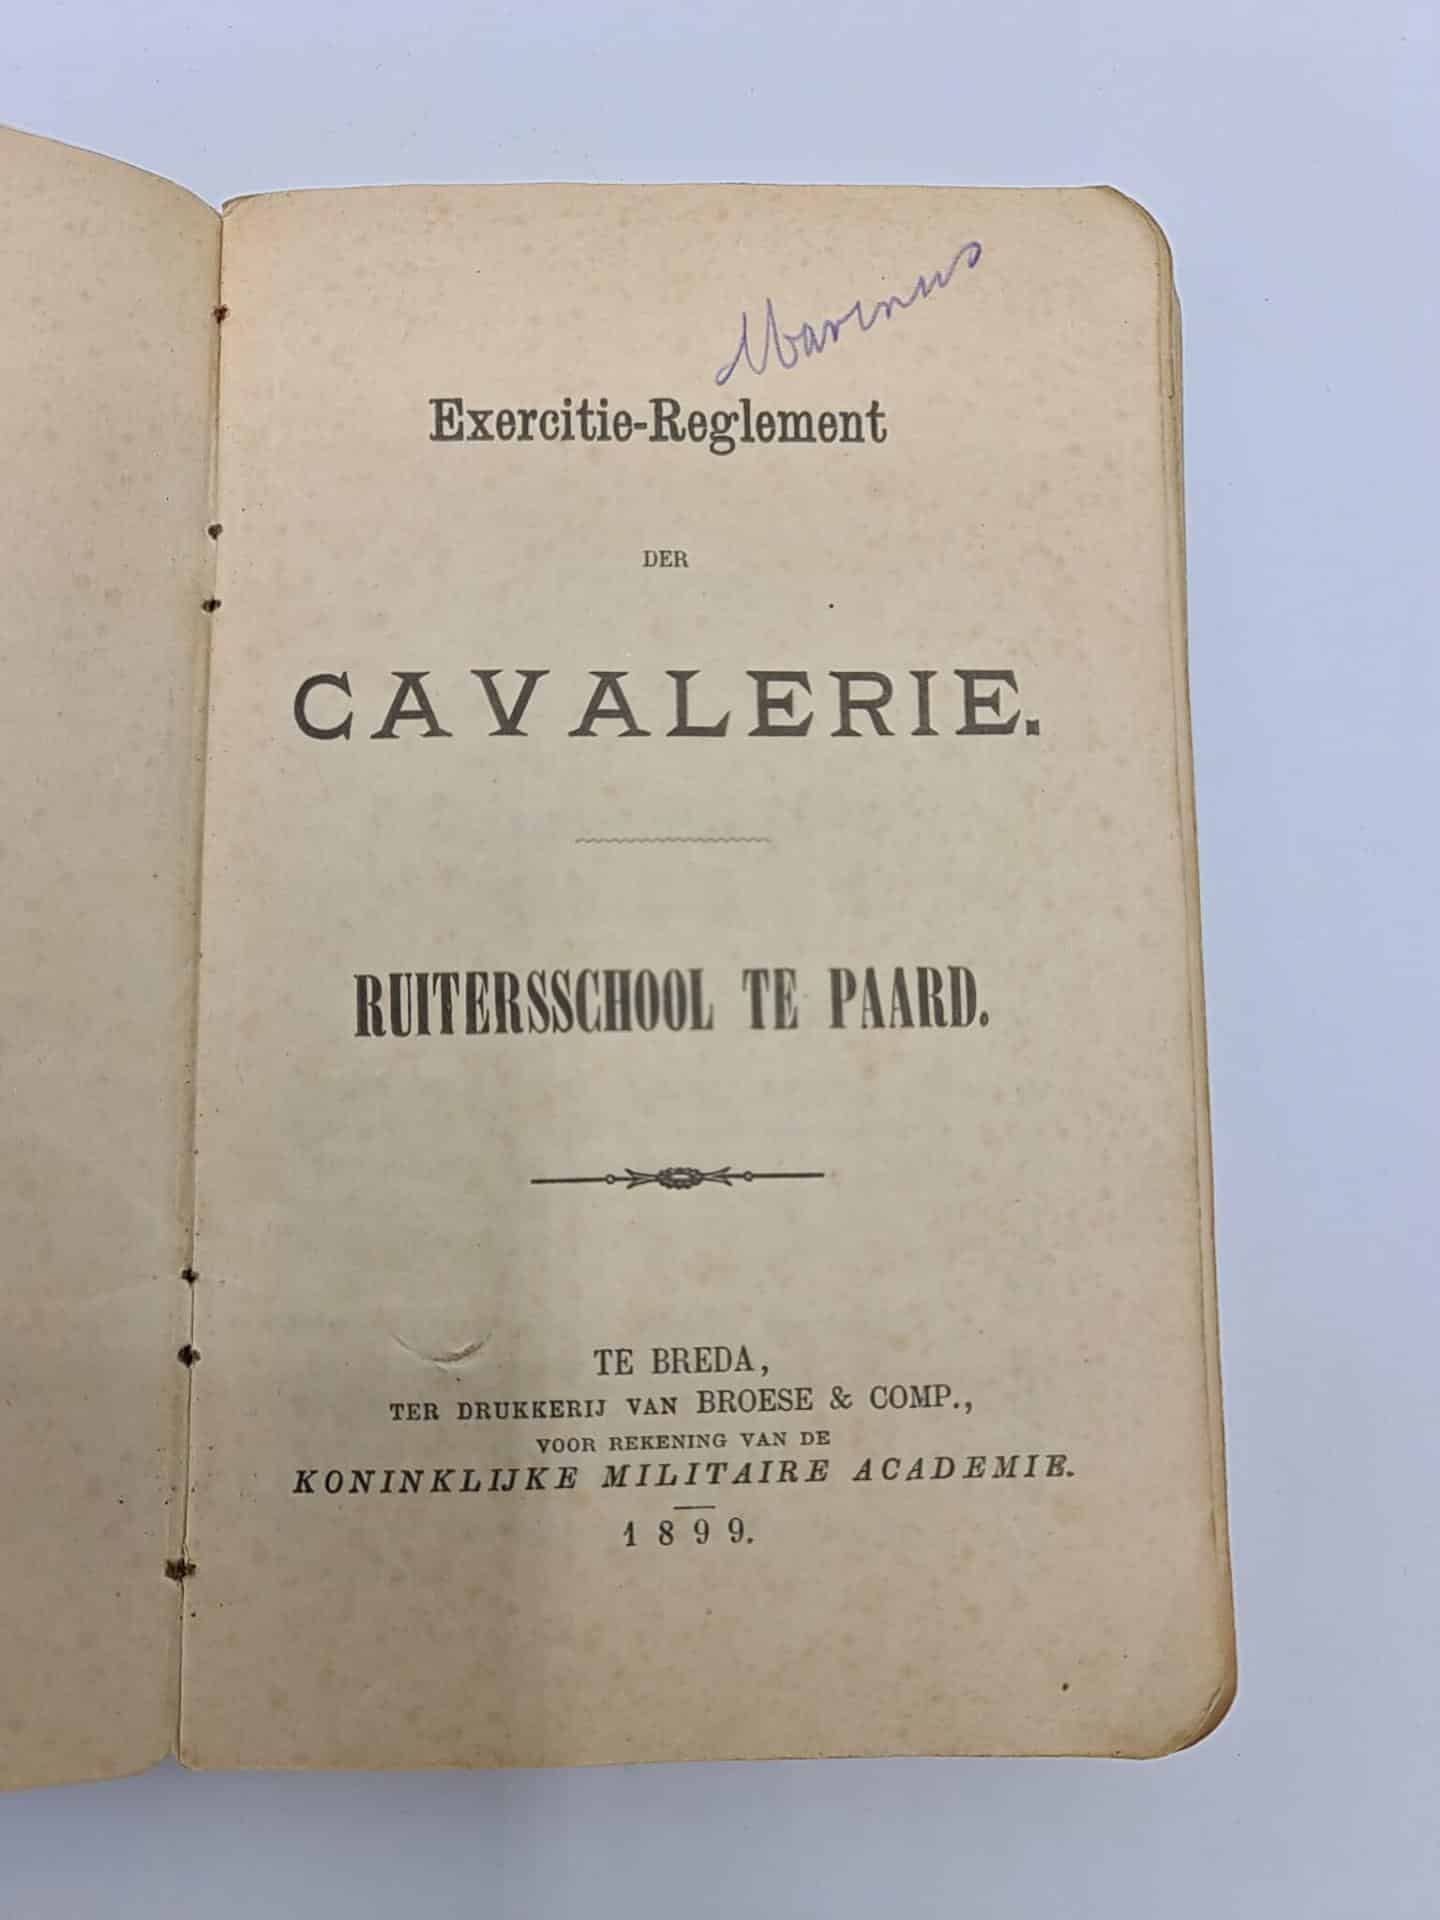 Marinus
Exercitie-Reglement
DER
CAVALERIE.
RUITERSSCHOOL TE PAARD.
TE BREDA,
TER DRUKKERIJ VAN BROESE & COMP.,
VOOR REKENING VAN DE
KONINKLIJKE MILITAIRE ACADEMIE.
1899.